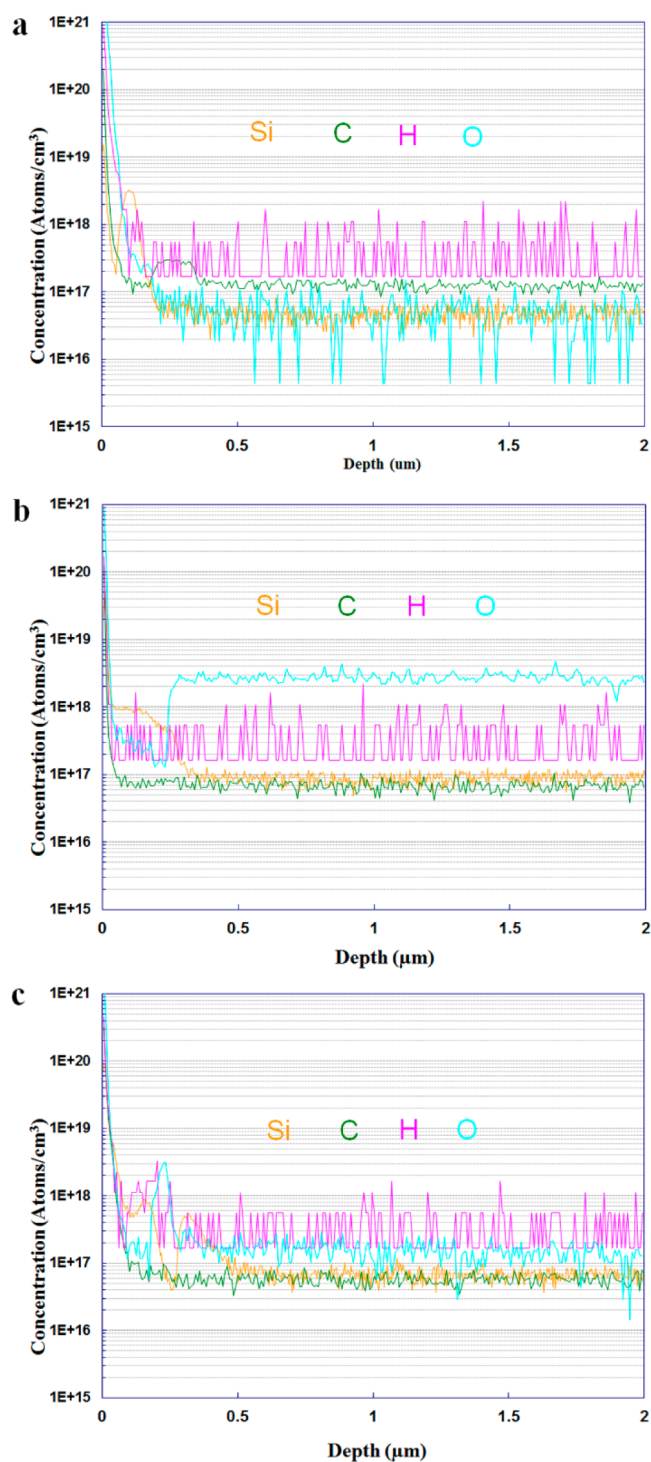 a
1E+21
1E+20
1E+19
1E+18
1E+17
1E+16
1E+15
Concentration (Atoms/cm³)
Si C H O
0 0.5 1 1.5 2
Depth (um)
b
1E+21
1E+20
1E+19
1E+18
1E+17
1E+16
1E+15
Concentration (Atoms/cm³)
Si C H O
0 0.5 1 1.5 2
Depth (µm)
c
1E+21
1E+20
1E+19
1E+18
1E+17
1E+16
1E+15
Concentration (Atoms/cm³)
Si C H O
0 0.5 1 1.5 2
Depth (µm)